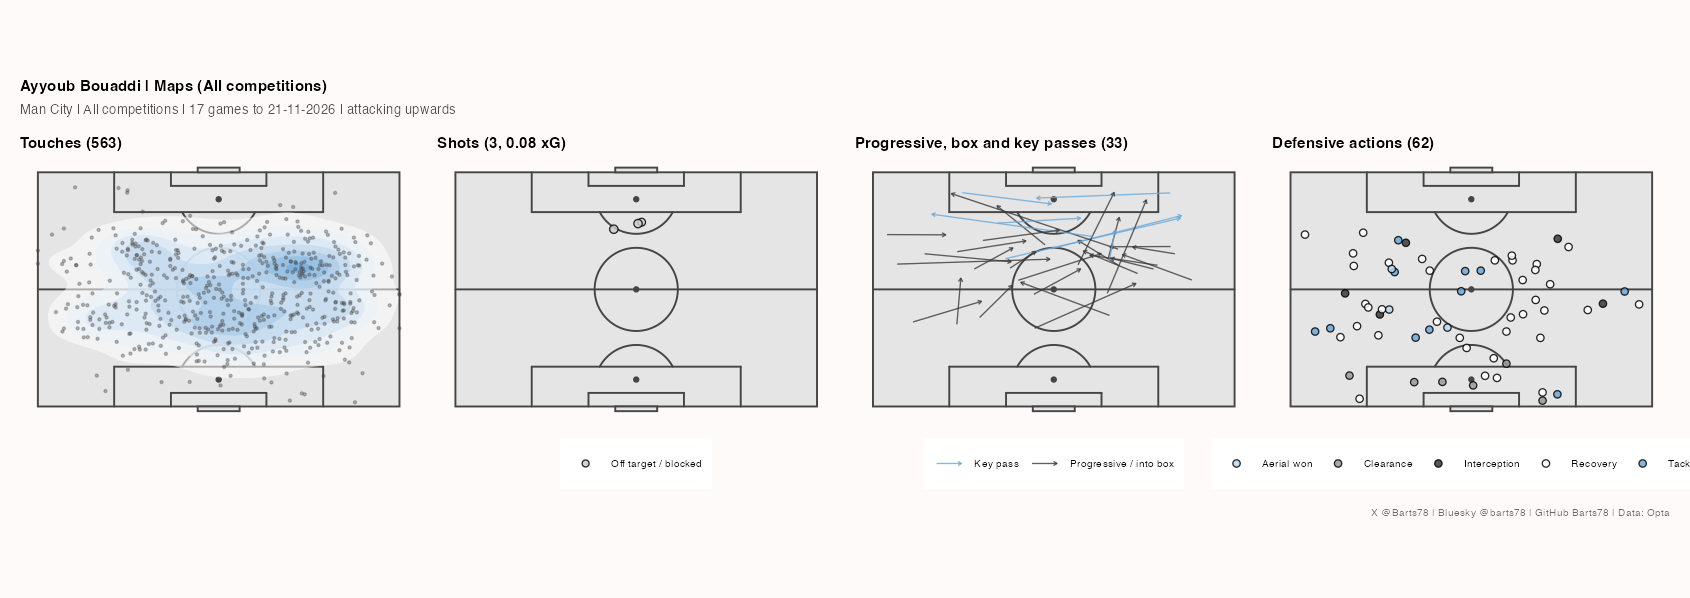 Ayyoub Bouaddi | Maps (All competitions)
Man City | All competitions | 17 games to 21-11-2026 | attacking upwards
Touches (563)
Shots (3, 0.08 xG)
Progressive, box and key passes (33)
Defensive actions (62)
Off target / blocked
Key pass
Progressive / into box
Aerial won
Clearance
Interception
Recovery
Tack
X @Barts78 | Bluesky @barts78 | GitHub Barts78 | Data: Opta